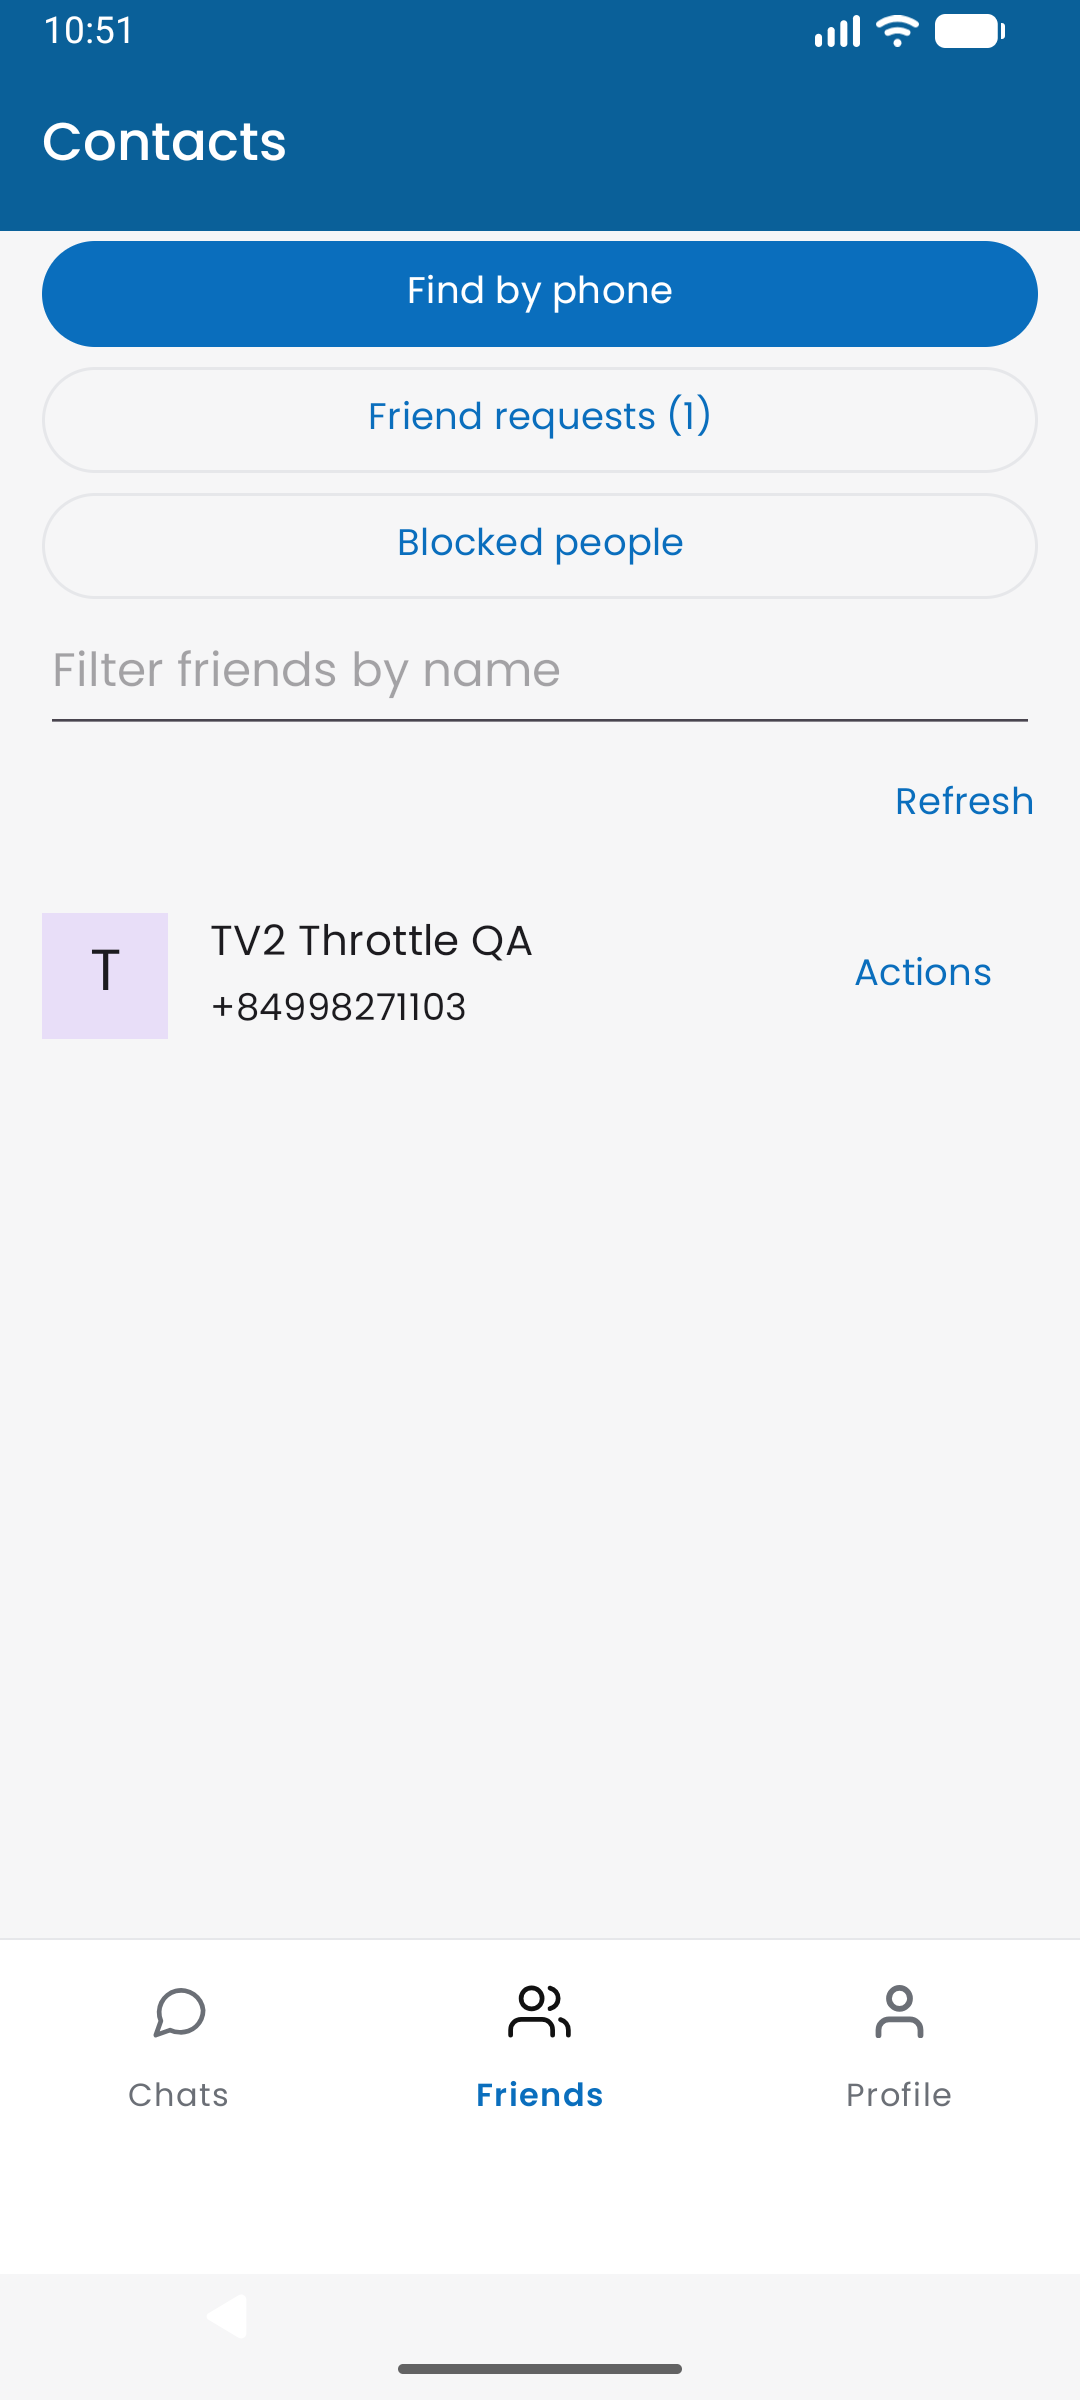 10:51
Contacts
Find by phone
Friend requests (1)
Blocked people
Filter friends by name
Refresh
T
TV2 Throttle QA
+84998271103
Actions
Chats
Friends
Profile